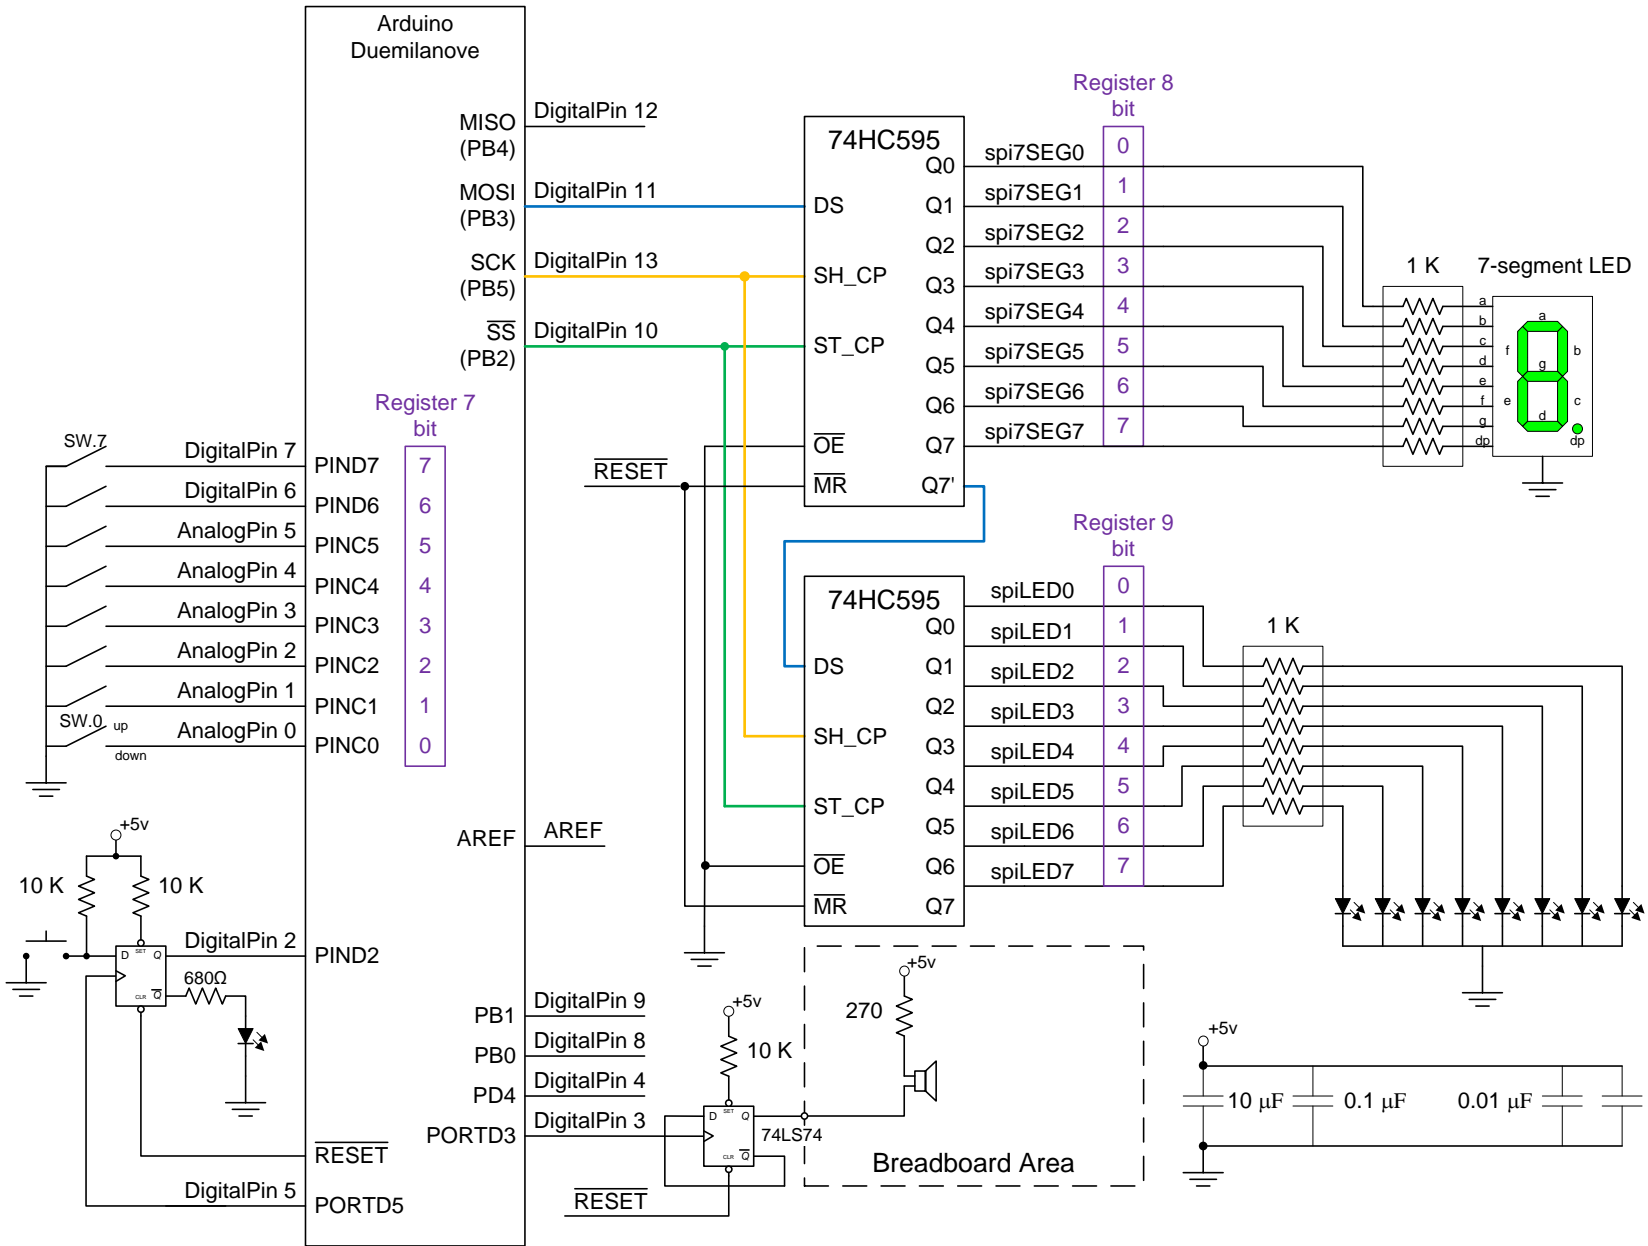 Arduino
Duemilanove
MISO
(PB4)
DigitalPin 12
MOSI
(PB3)
DigitalPin 11
SCK
(PB5)
DigitalPin 13
SS
(PB2)
DigitalPin 10
Register 7
bit
SW.7
DigitalPin 7
PIND7
7
DigitalPin 6
PIND6
6
AnalogPin 5
PINC5
5
AnalogPin 4
PINC4
4
AnalogPin 3
PINC3
3
AnalogPin 2
PINC2
2
AnalogPin 1
PINC1
1
SW.0
up
down
AnalogPin 0
PINC0
0
AREF
AREF
+5v
10 K
10 K
DigitalPin 2
PIND2
D
SET
Q
CLR
Q
680Ω
RESET
DigitalPin 5
PORTD5
PB1
DigitalPin 9
PB0
DigitalPin 8
PD4
DigitalPin 4
PORTD3
DigitalPin 3
+5v
10 K
D
SET
Q
CLR
Q
74LS74
RESET
+5v
270
Breadboard Area
RESET
74HC595
DS
SH_CP
ST_CP
OE
MR
Q0
Q1
Q2
Q3
Q4
Q5
Q6
Q7
Q7'
Register 8
bit
spi7SEG0
0
spi7SEG1
1
spi7SEG2
2
spi7SEG3
3
spi7SEG4
4
spi7SEG5
5
spi7SEG6
6
spi7SEG7
7
1 K
7-segment LED
a
b
c
d
e
f
g
dp
a
f
b
g
e
c
d
dp
74HC595
DS
SH_CP
ST_CP
OE
MR
Q0
Q1
Q2
Q3
Q4
Q5
Q6
Q7
Register 9
bit
spiLED0
0
spiLED1
1
spiLED2
2
spiLED3
3
spiLED4
4
spiLED5
5
spiLED6
6
spiLED7
7
1 K
+5v
10 µF
0.1 µF
0.01 µF